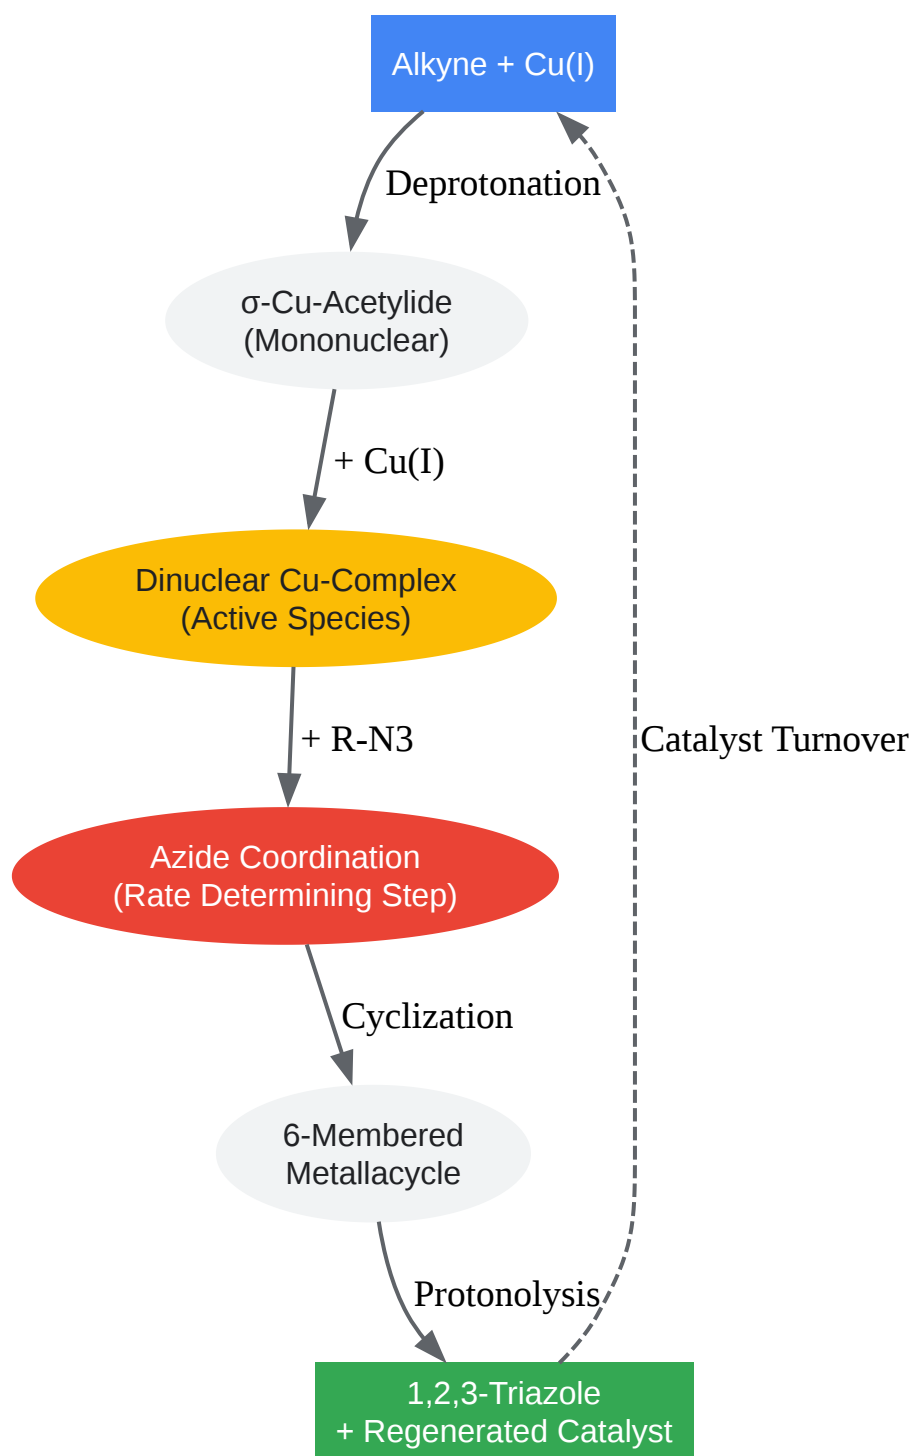 Alkyne + Cu(I)
Deprotonation
σ-Cu-Acetylide
(Mononuclear)
+ Cu(I)
Dinuclear Cu-Complex
(Active Species)
+ R-N3
Catalyst Turnover
Azide Coordination
(Rate Determining Step)
Cyclization
6-Membered
Metallacycle
Protonolysis
1,2,3-Triazole
+ Regenerated Catalyst